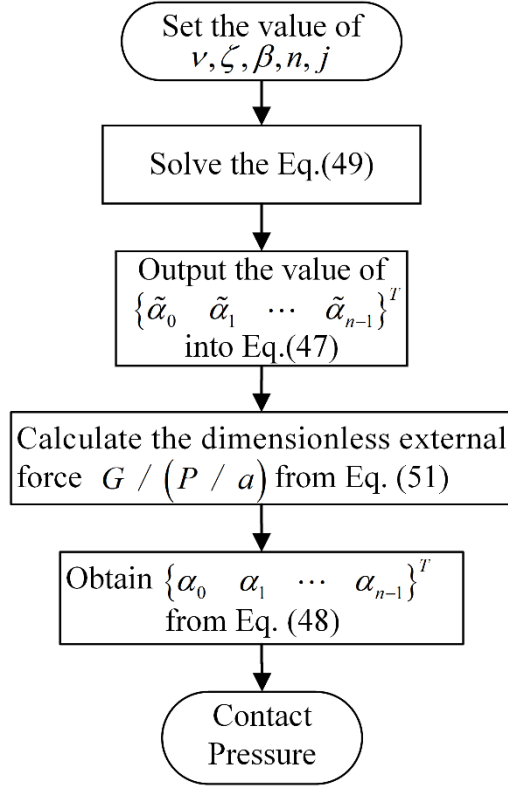 Set the value of
ν, ζ, β, n, j
Solve the Eq.(49)
Output the value of
{α̃₀ α̃₁ ⋯ α̃ₙ₋₁}ᵀ
into Eq.(47)
Calculate the dimensionless external
force G / (P / a) from Eq. (51)
Obtain {α₀ α₁ ⋯ αₙ₋₁}ᵀ
from Eq. (48)
Contact
Pressure